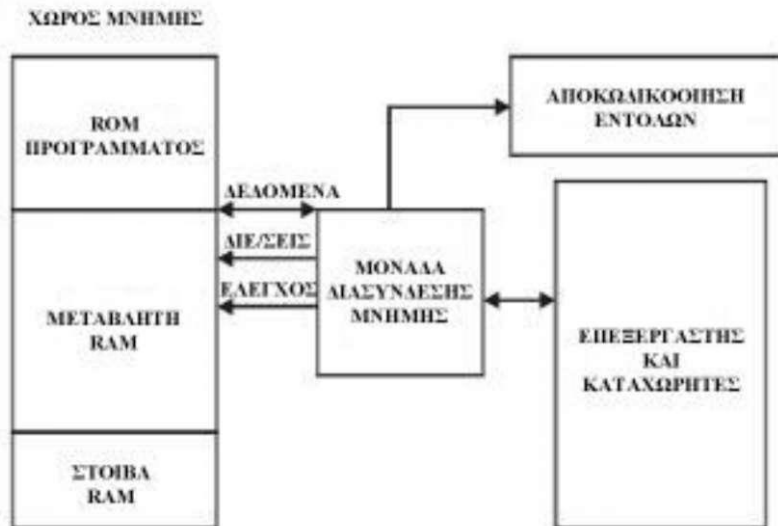 ΧΩΡΟΣ ΜΝΗΜΗΣ
ROM
ΠΡΟΓΡΑΜΜΑΤΟΣ
ΜΕΤΑΒΛΗΤΗ
RAM
ΣΤΟΙΒΑ
RAM
ΔΕΔΟΜΕΝΑ
ΔΙΕ/ΣΕΙΣ
ΕΛΕΓΧΟΣ
ΜΟΝΑΔΑ
ΔΙΑΣΥΝΔΕΣΗΣ
ΜΝΗΜΗΣ
ΑΠΟΚΩΔΙΚΟΟΙΗΣΗ
ΕΝΤΟΛΩΝ
ΕΠΕΞΕΡΓΑΣΤΗΣ
ΚΑΙ
ΚΑΤΑΧΩΡΗΤΕΣ